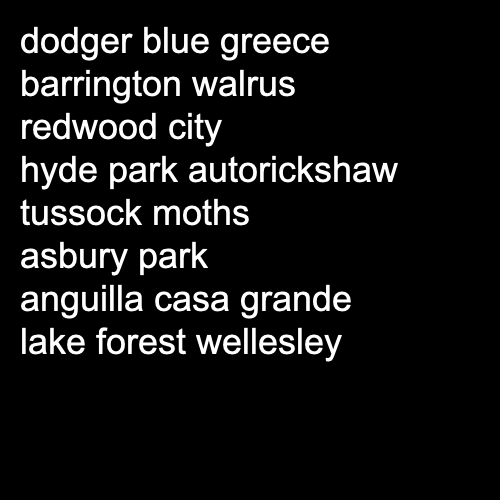 dodger blue greece
barrington walrus
redwood city
hyde park autorickshaw
tussock moths
asbury park
anguilla casa grande
lake forest wellesley